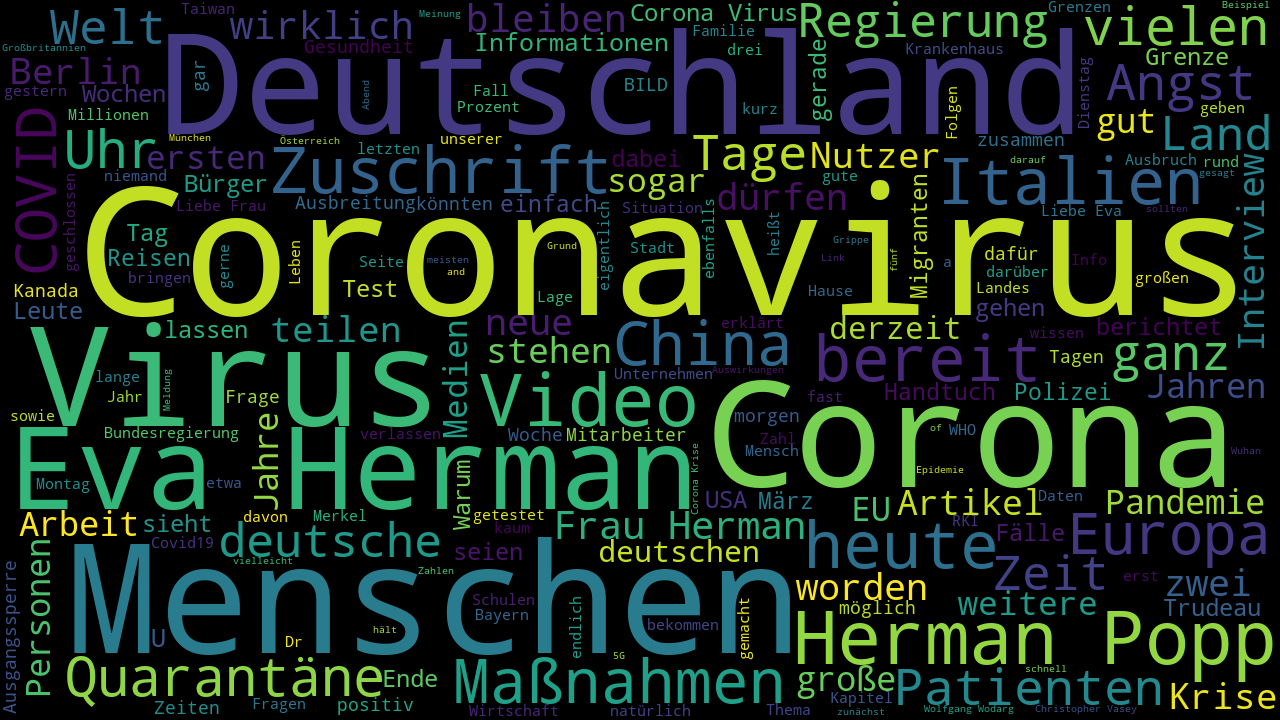 Taiwan
Meinung
Grenzen
Beispiel
Welt
wirklich
bleiben
Corona Virus
Regierung
vielen
Großbritannien
Gesundheit
Informationen
Familie
drei
Krankenhaus
Grenze
Berlin
gestern
Wochen
gar
Deutschland
Abend
BILD
gerade
Angst
Dienstag
Fall
Prozent
kurz
Folgen
geben
Millionen
gut
Land
COVID
Uhr
München
ersten
Österreich
letzten
unserer
Tage
Nutzer
zusammen
Zuschrift
dabei
sogar
Italien
darauf
Ausbruch
rund
gesagt
niemand
Bürger
gute
dürfen
Interview
geschlossen
Liebe Frau
Ausbreitung
könnten
einfach
Situation
Migranten
Liebe Eva
sollten
Coronavirus
Tag
Reisen
bringen
gerne
Leben
Seite
meisten
and
Test
Grund
Lage
eigentlich
Stadt
ebenfalls
heißt
Grippe
Link
fünf
Hause
a
dafür
darüber
Landes
Info
großen
Kanada
Leute
lassen
teilen
neue
stehen
China
erklärt
derzeit
gehen
wissen
berichtet
Virus
Medien
Unternehmen
Auswirkungen
bereit
Tagen
ganz
lange
Jahr
Meldung
Frage
Video
fast
Handtuch
Polizei
Jahren
sowie
morgen
Corona
Bundesregierung
Jahre
verlassen
Woche
Mitarbeiter
Zahl
Mensch
of
WHO
Wuhan
Eva Herman
Warum
corona Krise
Epidemie
Montag
etwa
USA
März
EU
Artikel
Daten
Pandemie
Arbeit
sieht
davon
Merkel
getestet
kaum
Frau Herman
RKI
Fälle
Europa
Covid19
deutsche
vielleicht
seien
deutschen
heute
Zeit
erst
zwei
Ausgangssperre
Personen
Menschen
Zahlen
Schulen
Bayern
endlich
bekommen
gemacht
worden
möglich
weitere
Trudeau
U
Dr
hält
5G
Herman Popp
Quarantäne
Ende
Maßnahmen
große
schnell
Patienten
Krise
Zeiten
Fragen
positiv
Wirtschaft
natürlich
Thema
Kapitel
zunächst
Wolfgang Wodarg
Christopher Vasey